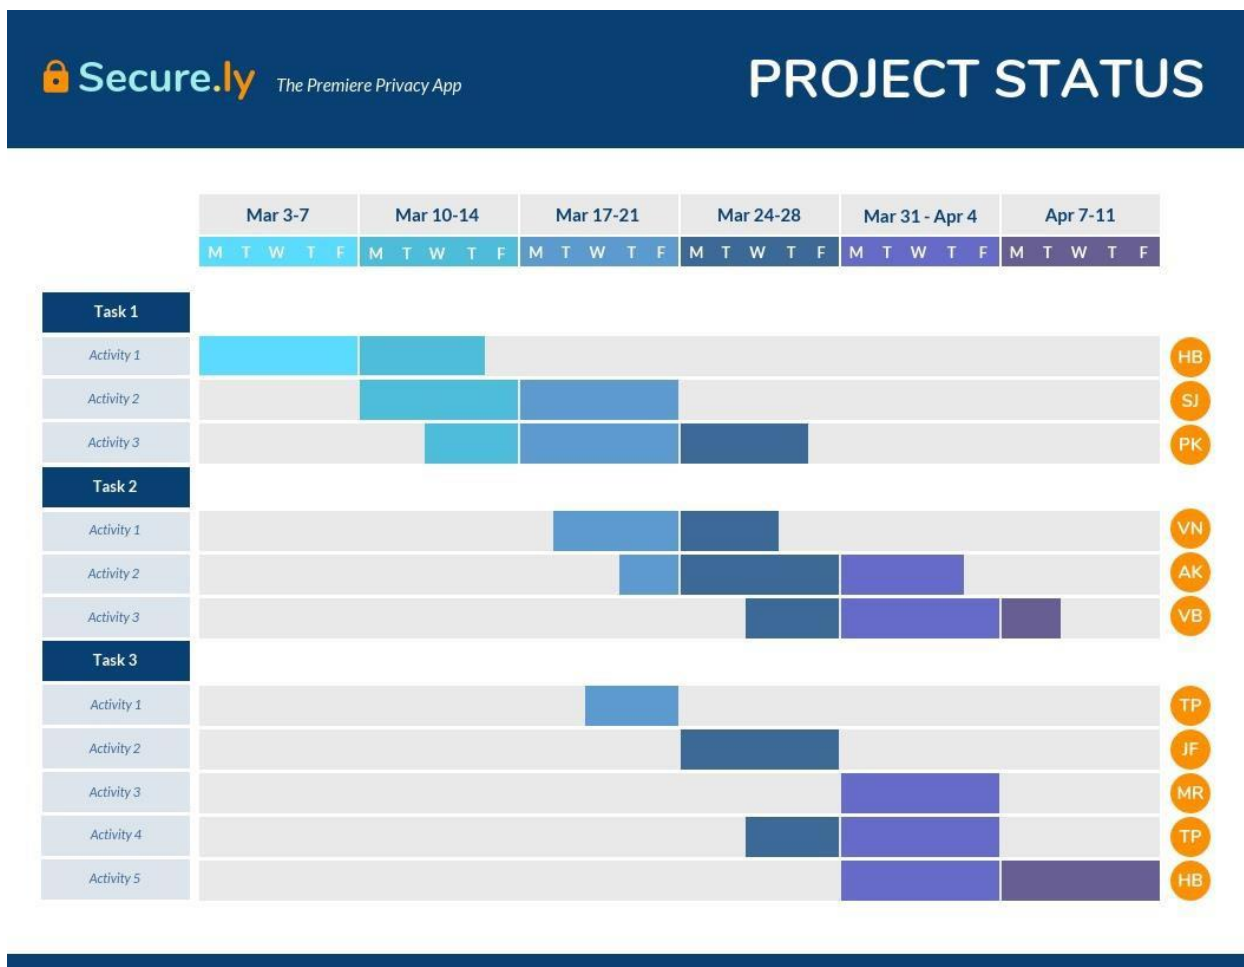 Secure.ly The Premiere Privacy App PROJECT STATUS
Mar 3-7 Mar 10-14 Mar 17-21 Mar 24-28 Mar 31 - Apr 4 Apr 7-11
M T W T F M T W T F M T W T F M T W T F M T W T F M T W T F
Task 1
Activity 1 HB
Activity 2 SJ
Activity 3 PK
Task 2
Activity 1 VN
Activity 2 AK
Activity 3 VB
Task 3
Activity 1 TP
Activity 2 JF
Activity 3 MR
Activity 4 TP
Activity 5 HB